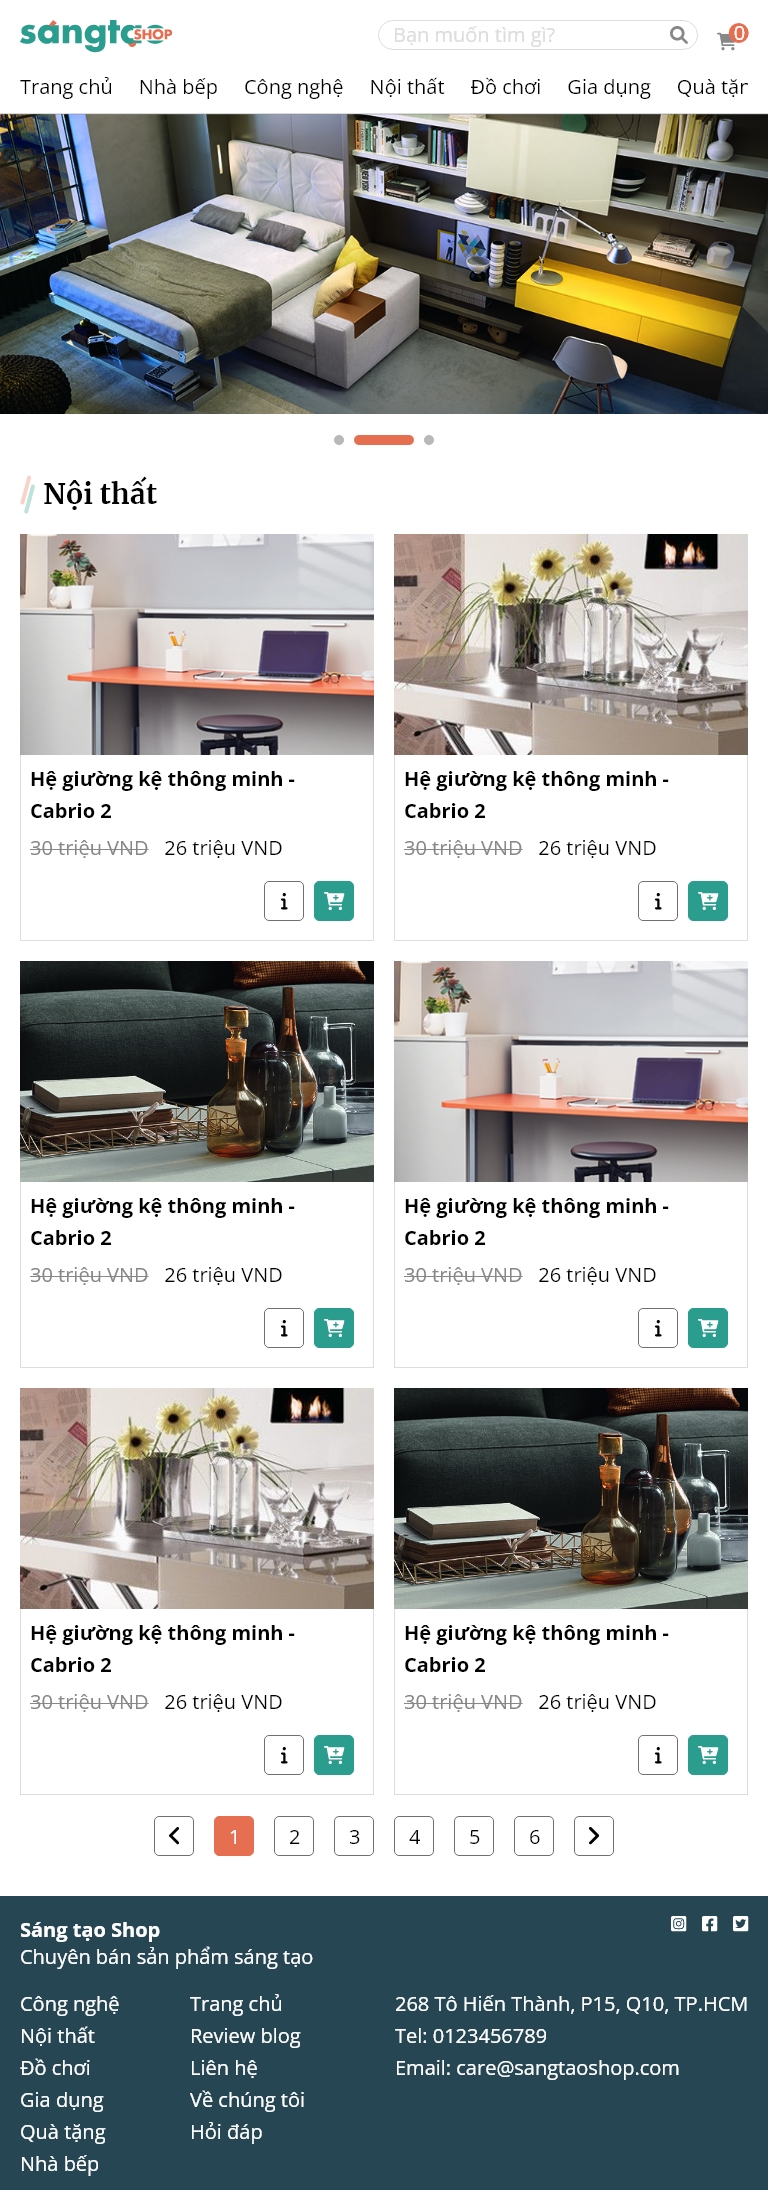 sángtạo SHOP
Bạn muốn tìm gì?
0
Trang chủ Nhà bếp Công nghệ Nội thất Đồ chơi Gia dụng Quà tặn
Nội thất
Hệ giường kệ thông minh -
Cabrio 2
30 triệu VND 26 triệu VND
Hệ giường kệ thông minh -
Cabrio 2
30 triệu VND 26 triệu VND
Hệ giường kệ thông minh -
Cabrio 2
30 triệu VND 26 triệu VND
Hệ giường kệ thông minh -
Cabrio 2
30 triệu VND 26 triệu VND
Hệ giường kệ thông minh -
Cabrio 2
30 triệu VND 26 triệu VND
Hệ giường kệ thông minh -
Cabrio 2
30 triệu VND 26 triệu VND
1 2 3 4 5 6
Sáng tạo Shop
Chuyên bán sản phẩm sáng tạo
Công nghệ
Nội thất
Đồ chơi
Gia dụng
Quà tặng
Nhà bếp
Trang chủ
Review blog
Liên hệ
Về chúng tôi
Hỏi đáp
268 Tô Hiến Thành, P15, Q10, TP.HCM
Tel: 0123456789
Email: care@sangtaoshop.com